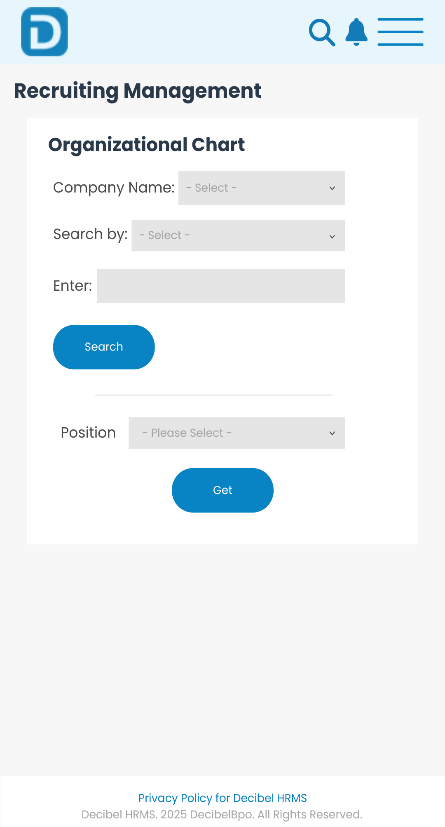 D
Recruiting Management
Organizational Chart
Company Name: - Select -
Search by: - Select -
Enter:
Search
Position - Please Select -
Get
Privacy Policy for Decibel HRMS
Decibel HRMS. 2025 DecibelBpo. All Rights Reserved.